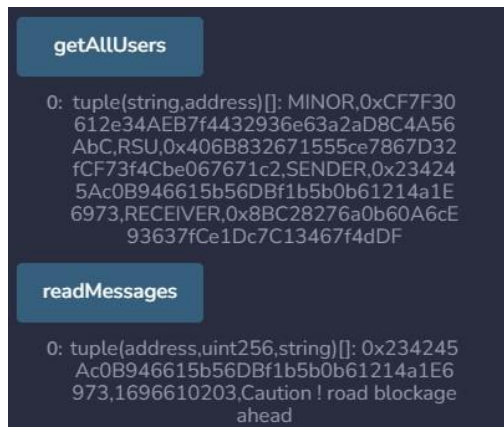 getAllUsers
0: tuple(string,address)[]: MINOR,0xCF7F30
612e34AEB7f4432936e63a2aD8C4A56
AbC,RSU,0x406B832671555ce7867D32
fCF73f4Cbe067671c2,SENDER,0x23424
5Ac0B946615b56DBf1b5b0b61214a1E
6973,RECEIVER,0x8BC28276a0b60A6cE
93637fCe1Dc7C13467f4dDF
readMessages
0: tuple(address,uint256,string)[]: 0x234245
Ac0B946615b56DBf1b5b0b61214a1E6
973,1696610203,Caution ! road blockage
ahead